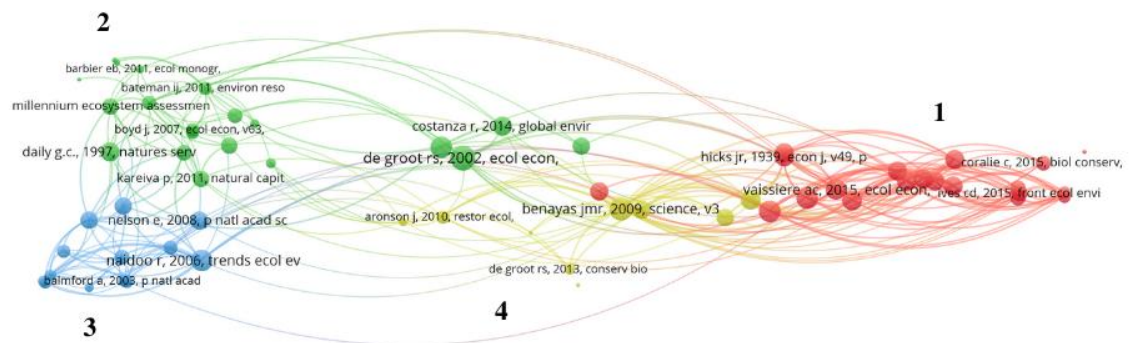 2
barbier eb, 2011, ecol monogr,
bateman ij, 2011, environ reso
millennium ecosystem assessmen
boyd j, 2007, ecol econ, v63,
daily g.c., 1997, natures serv
kareiva p, 2011, natural capit
nelson e, 2008, p natl acad sc
naidoo r, 2006, trends ecol ev
balmford a, 2003, p natl acad
3
costanza r, 2014, global envir
de groot rs, 2002, ecol econ,
aronson j, 2010, restor ecol,
benayas jmr, 2009, science, v3
de groot rs, 2013, conserv bio
4
1
hicks jr, 1939, econ j, v49, p
coralie c, 2015, biol conserv,
vaissiere ac, 2015, ecol econ,
ives cd, 2015, front ecol envi